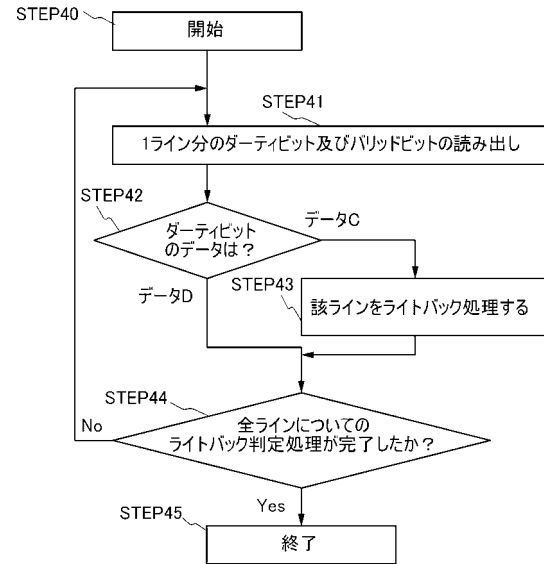 STEP40
開始
STEP41
1ライン分のダーティビット及びバリッドビットの読み出し
STEP42
ダーティビット
のデータは？
データC
データD
STEP43
該ラインをライトバック処理する
STEP44
全ラインについての
ライトバック判定処理が完了したか？
No
Yes
STEP45
終了